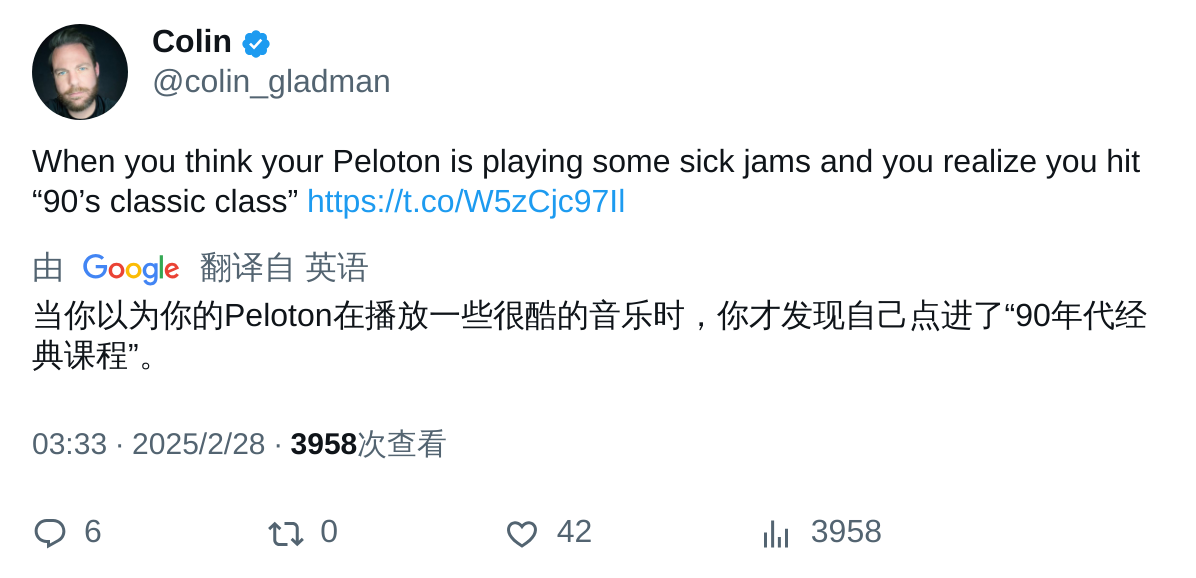 Colin
@colin_gladman
When you think your Peloton is playing some sick jams and you realize you hit
“90’s classic class” https://t.co/W5zCjc97Il
由 Google 翻译自 英语
当你以为你的Peloton在播放一些很酷的音乐时，你才发现自己点进了“90年代经
典课程”。
03:33 · 2025/2/28 · 3958次查看
6 0 42 3958